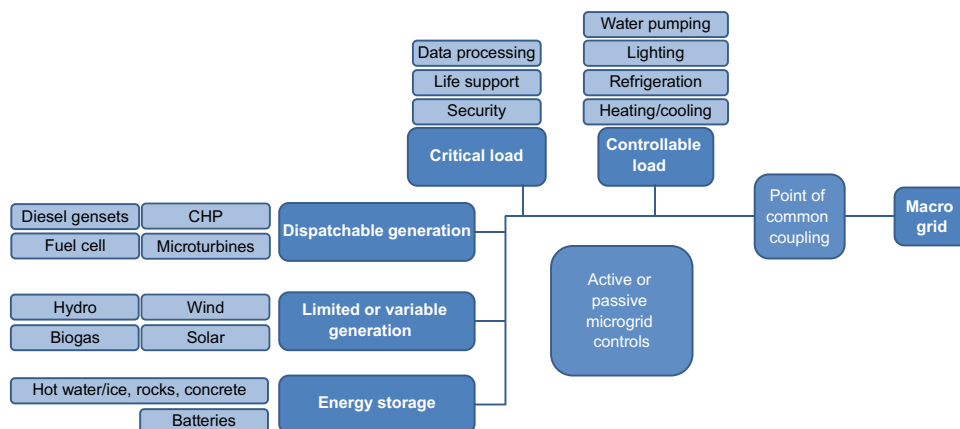 Water pumping
Data processing
Lighting
Life support
Refrigeration
Security
Heating/cooling
Critical load
Controllable
load
Point of
common
coupling
Macro
grid
Diesel gensets
CHP
Dispatchable generation
Fuel cell
Microturbines
Active or
passive
microgrid
controls
Hydro
Wind
Limited or variable
generation
Biogas
Solar
Hot water/ice, rocks, concrete
Energy storage
Batteries